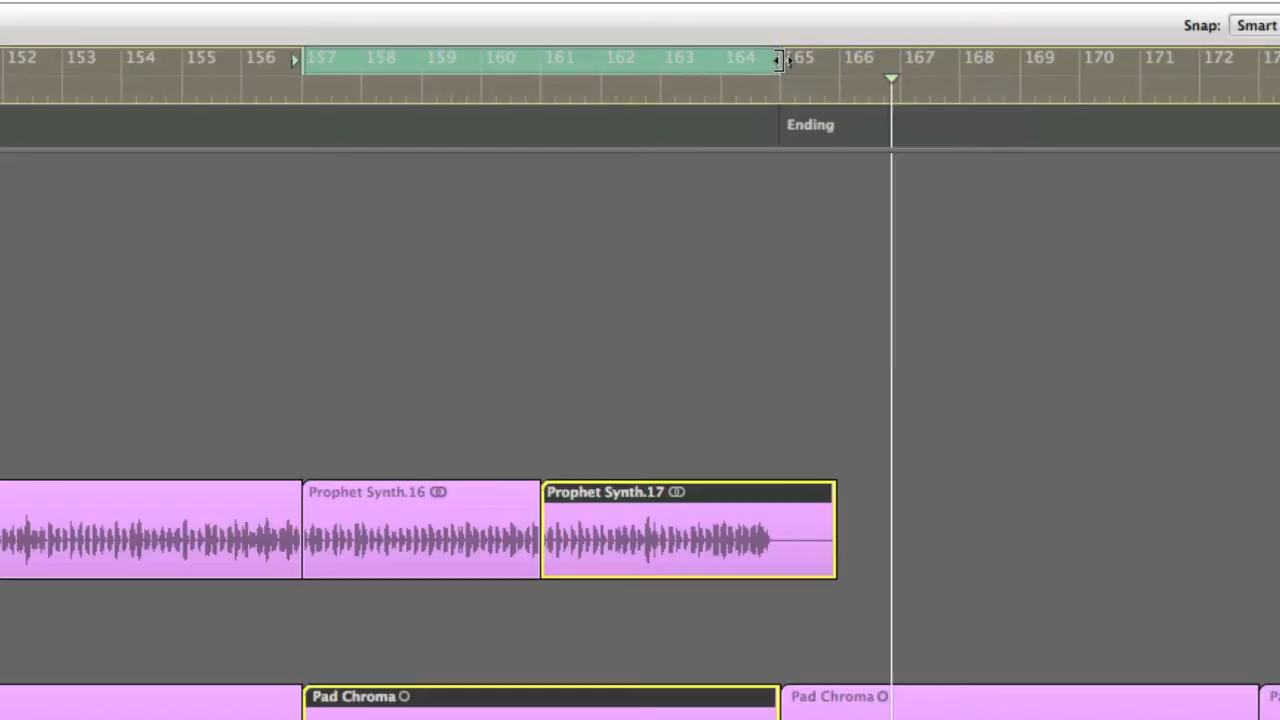 Snap: Smart
152 153 154 155 156 157 158 159 160 161 162 163 164 65 166 167 168 169 170 171 172
Ending
Prophet Synth.16 Prophet Synth.17
Pad Chroma Pad Chroma